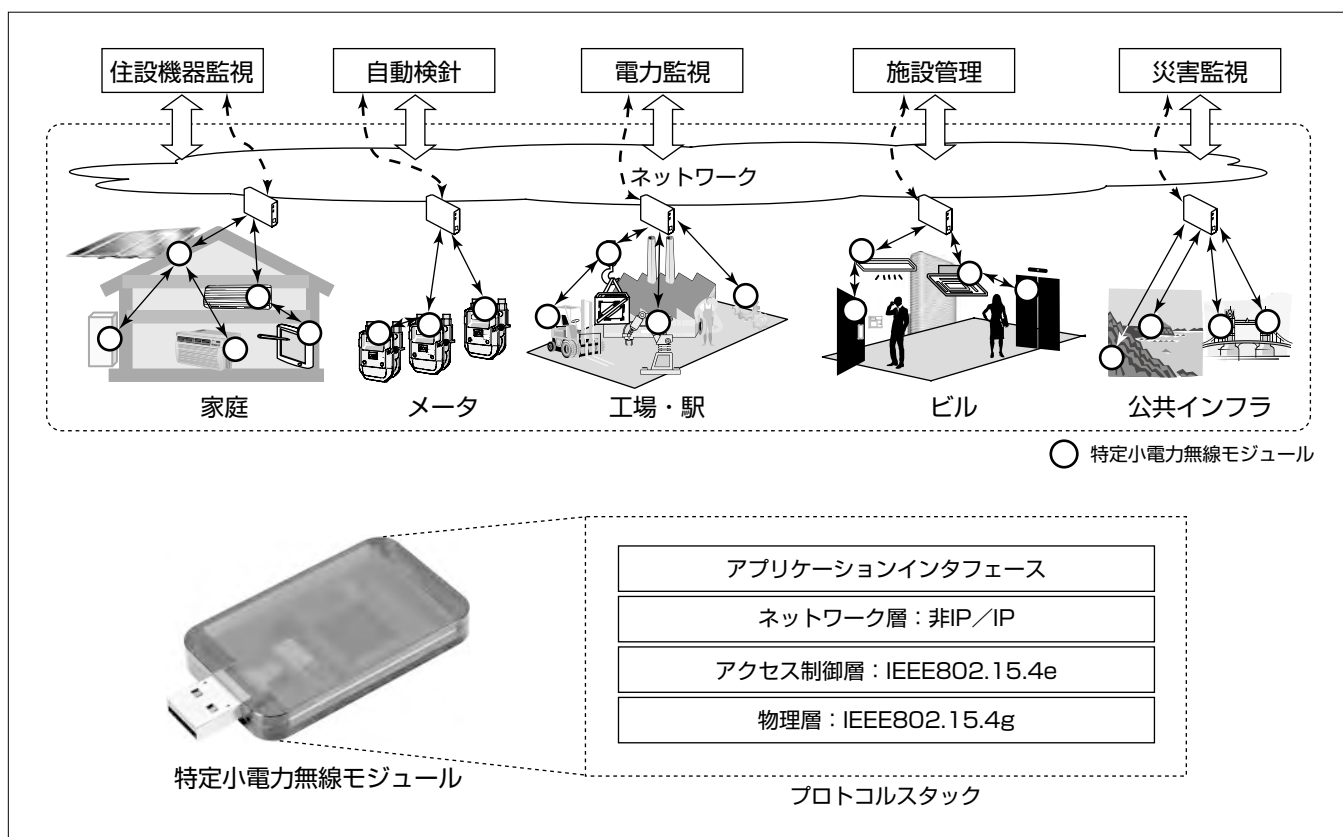 住設機器監視
自動検針
電力監視
施設管理
災害監視
ネットワーク
家庭
メータ
工場・駅
ビル
公共インフラ
特定小電力無線モジュール
アプリケーションインタフェース
ネットワーク層：非IP／IP
アクセス制御層：IEEE802.15.4e
物理層：IEEE802.15.4g
特定小電力無線モジュール
プロトコルスタック